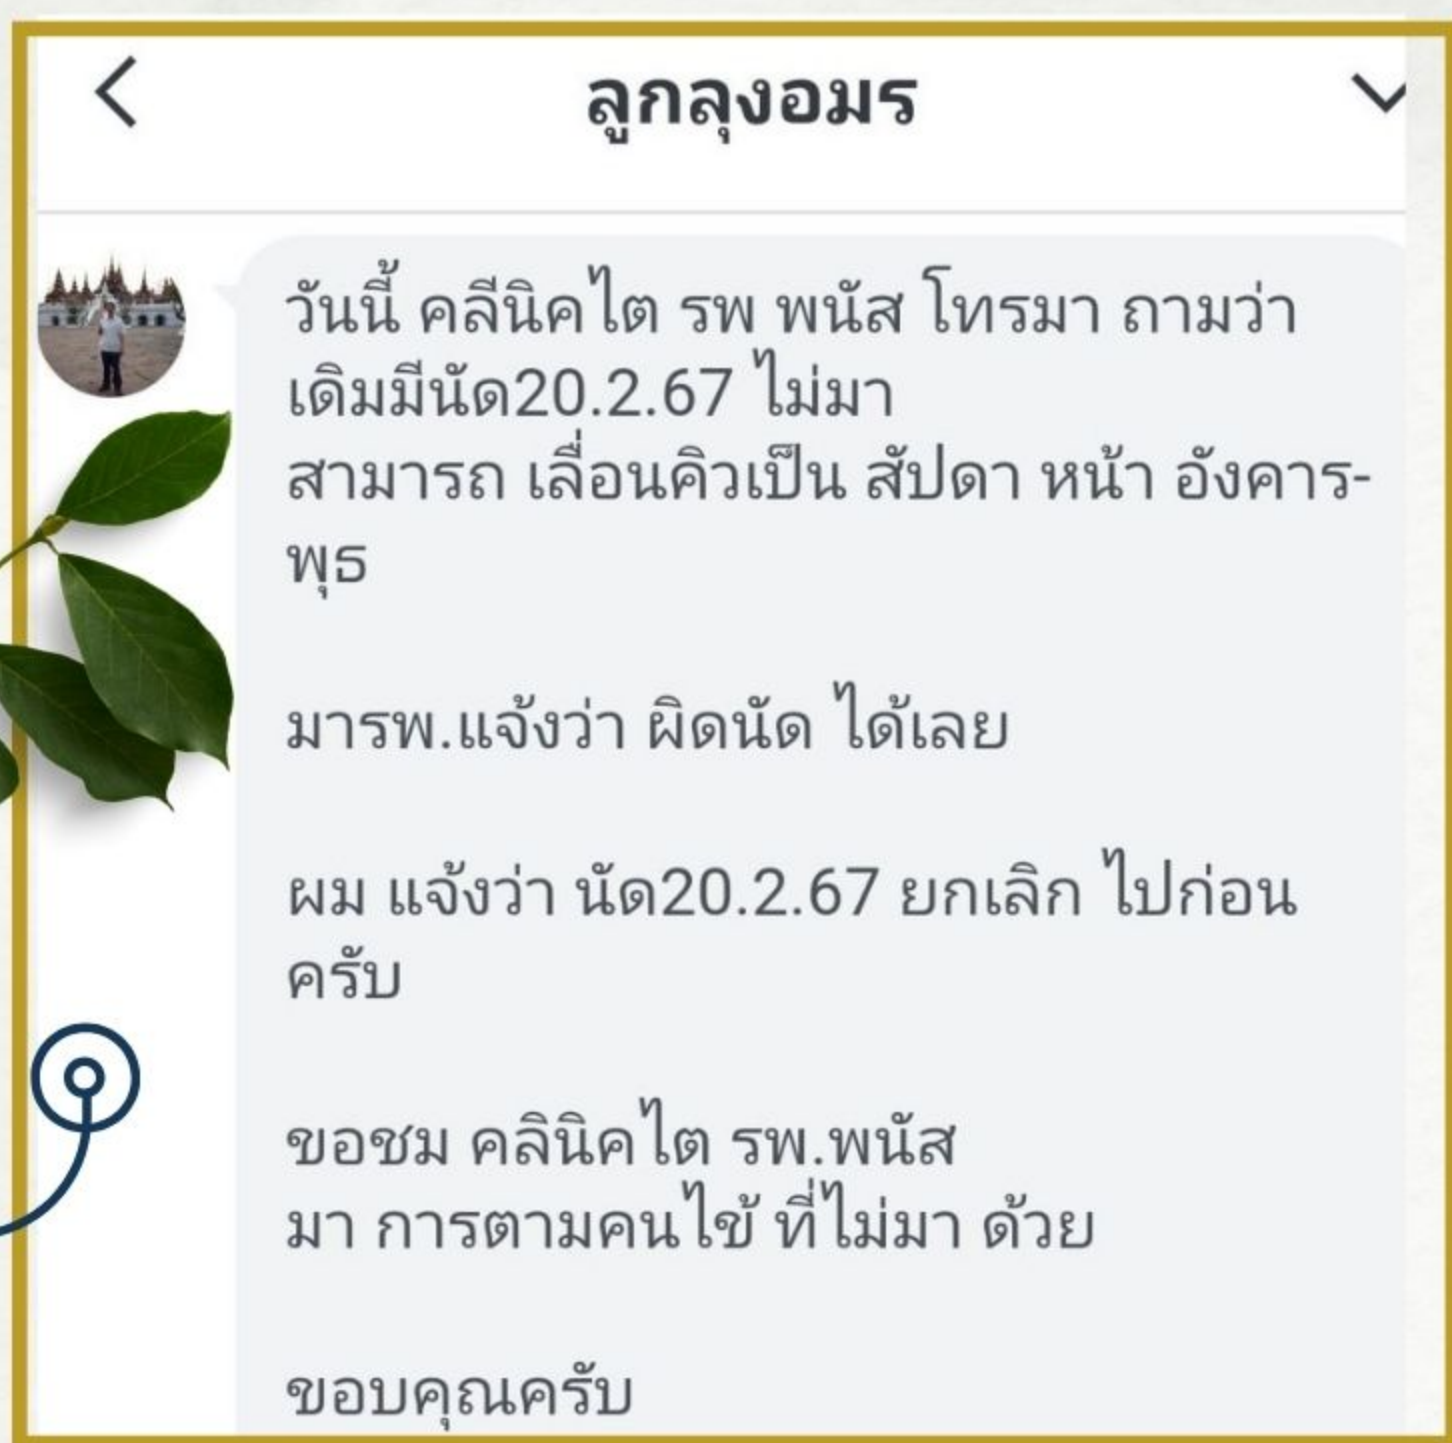 ลูกลุงอมร
วันนี้ คลีนิคไต รพ พนัส โทรมา ถามว่า
เดิมมีนัด20.2.67 ไม่มา
สามารถ เลื่อนคิวเป็น สัปดา หน้า อังคาร-
พุธ
มารพ.แจ้งว่า ผิดนัด ได้เลย
ผม แจ้งว่า นัด20.2.67 ยกเลิก ไปก่อน
ครับ
ขอชม คลินิคไต รพ.พนัส
มา การตามคนไข้ ที่ไม่มา ด้วย
ขอบคุณครับ